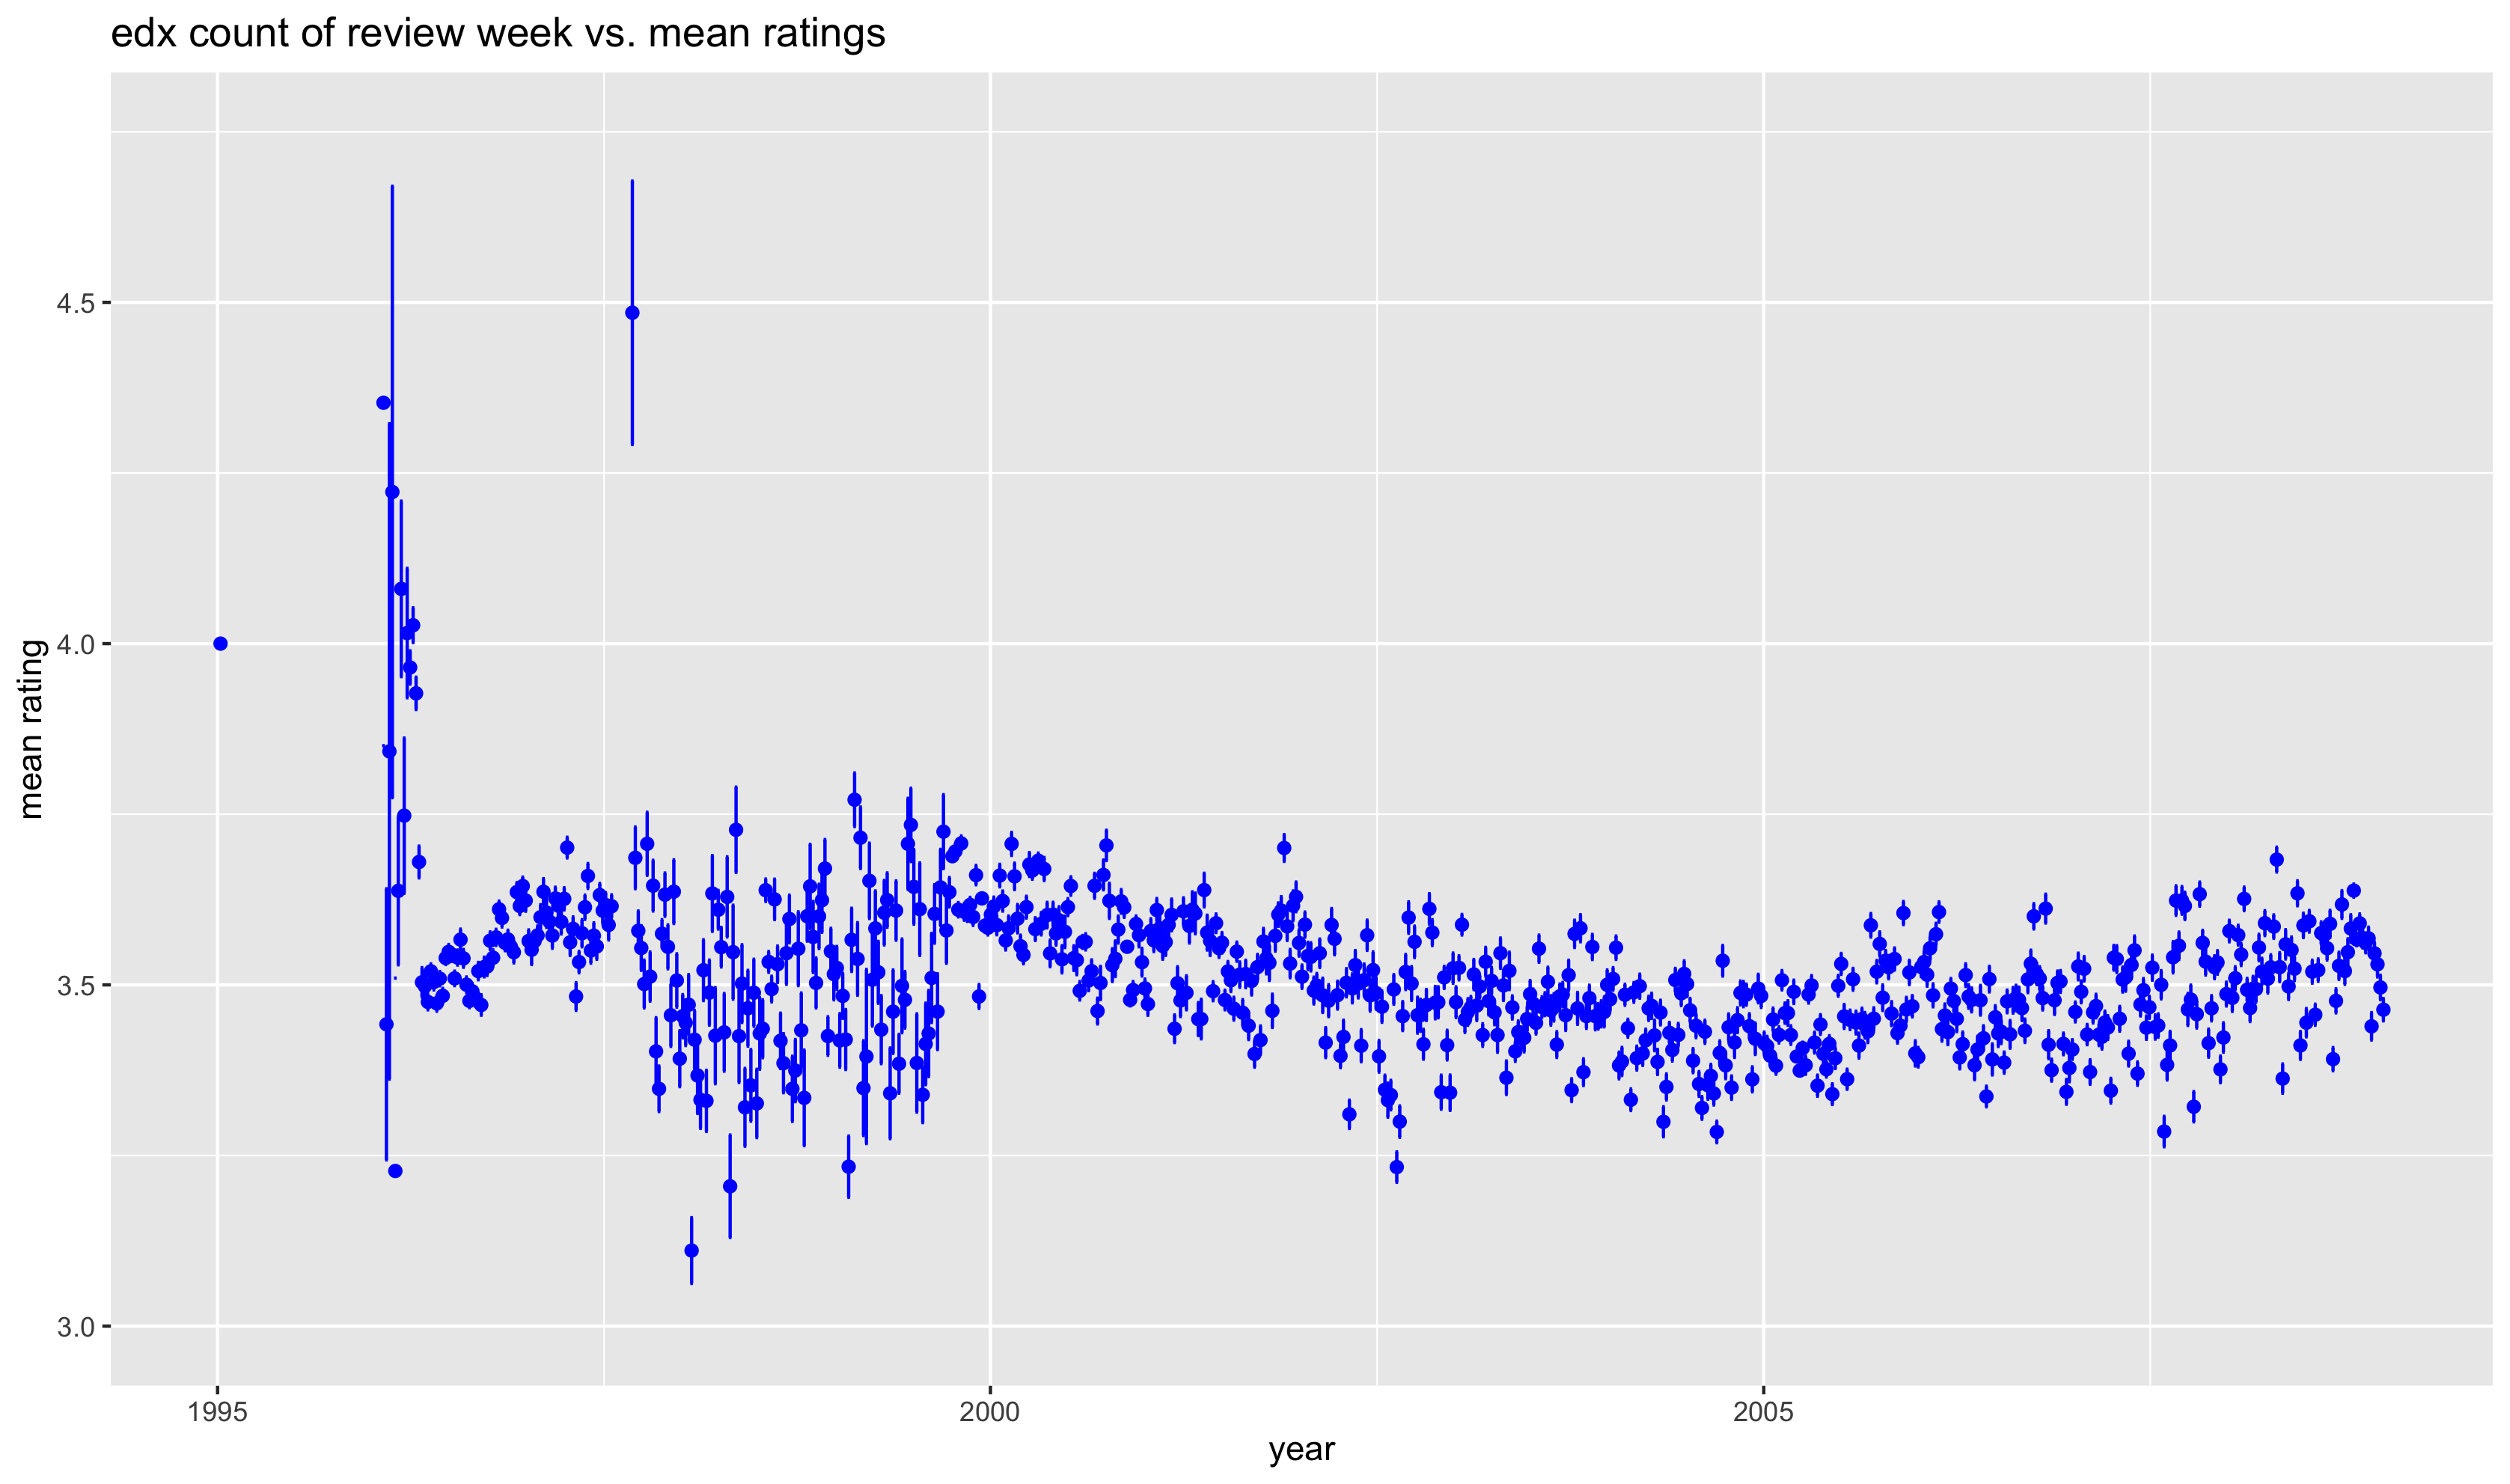 edx count of review week vs. mean ratings
mean rating
4.5
4.0
3.5
3.0
1995
2000
2005
year